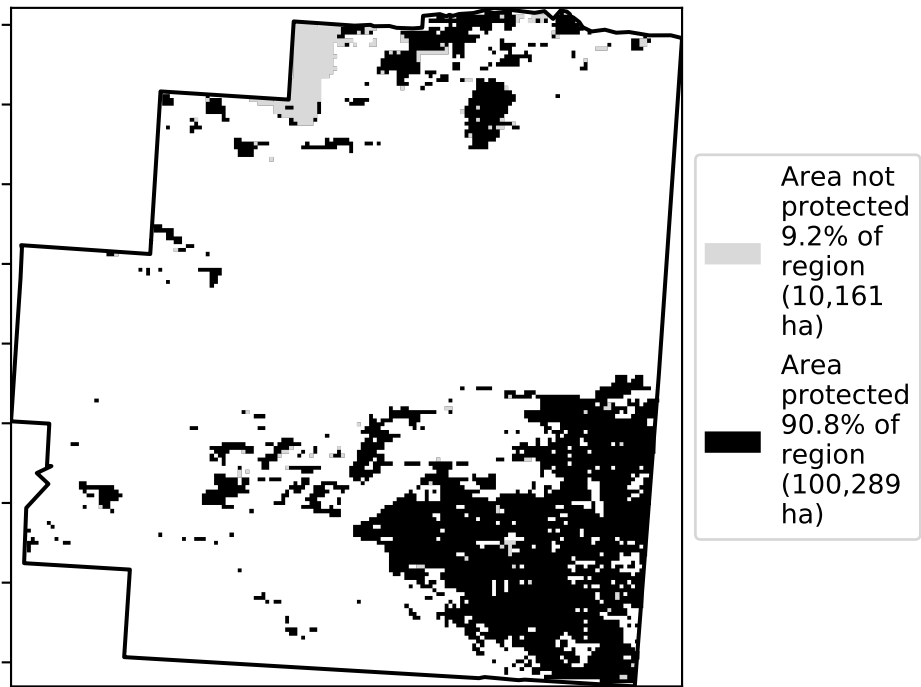 Area not
protected
9.2% of
region
(10,161
ha)
Area
protected
90.8% of
region
(100,289
ha)